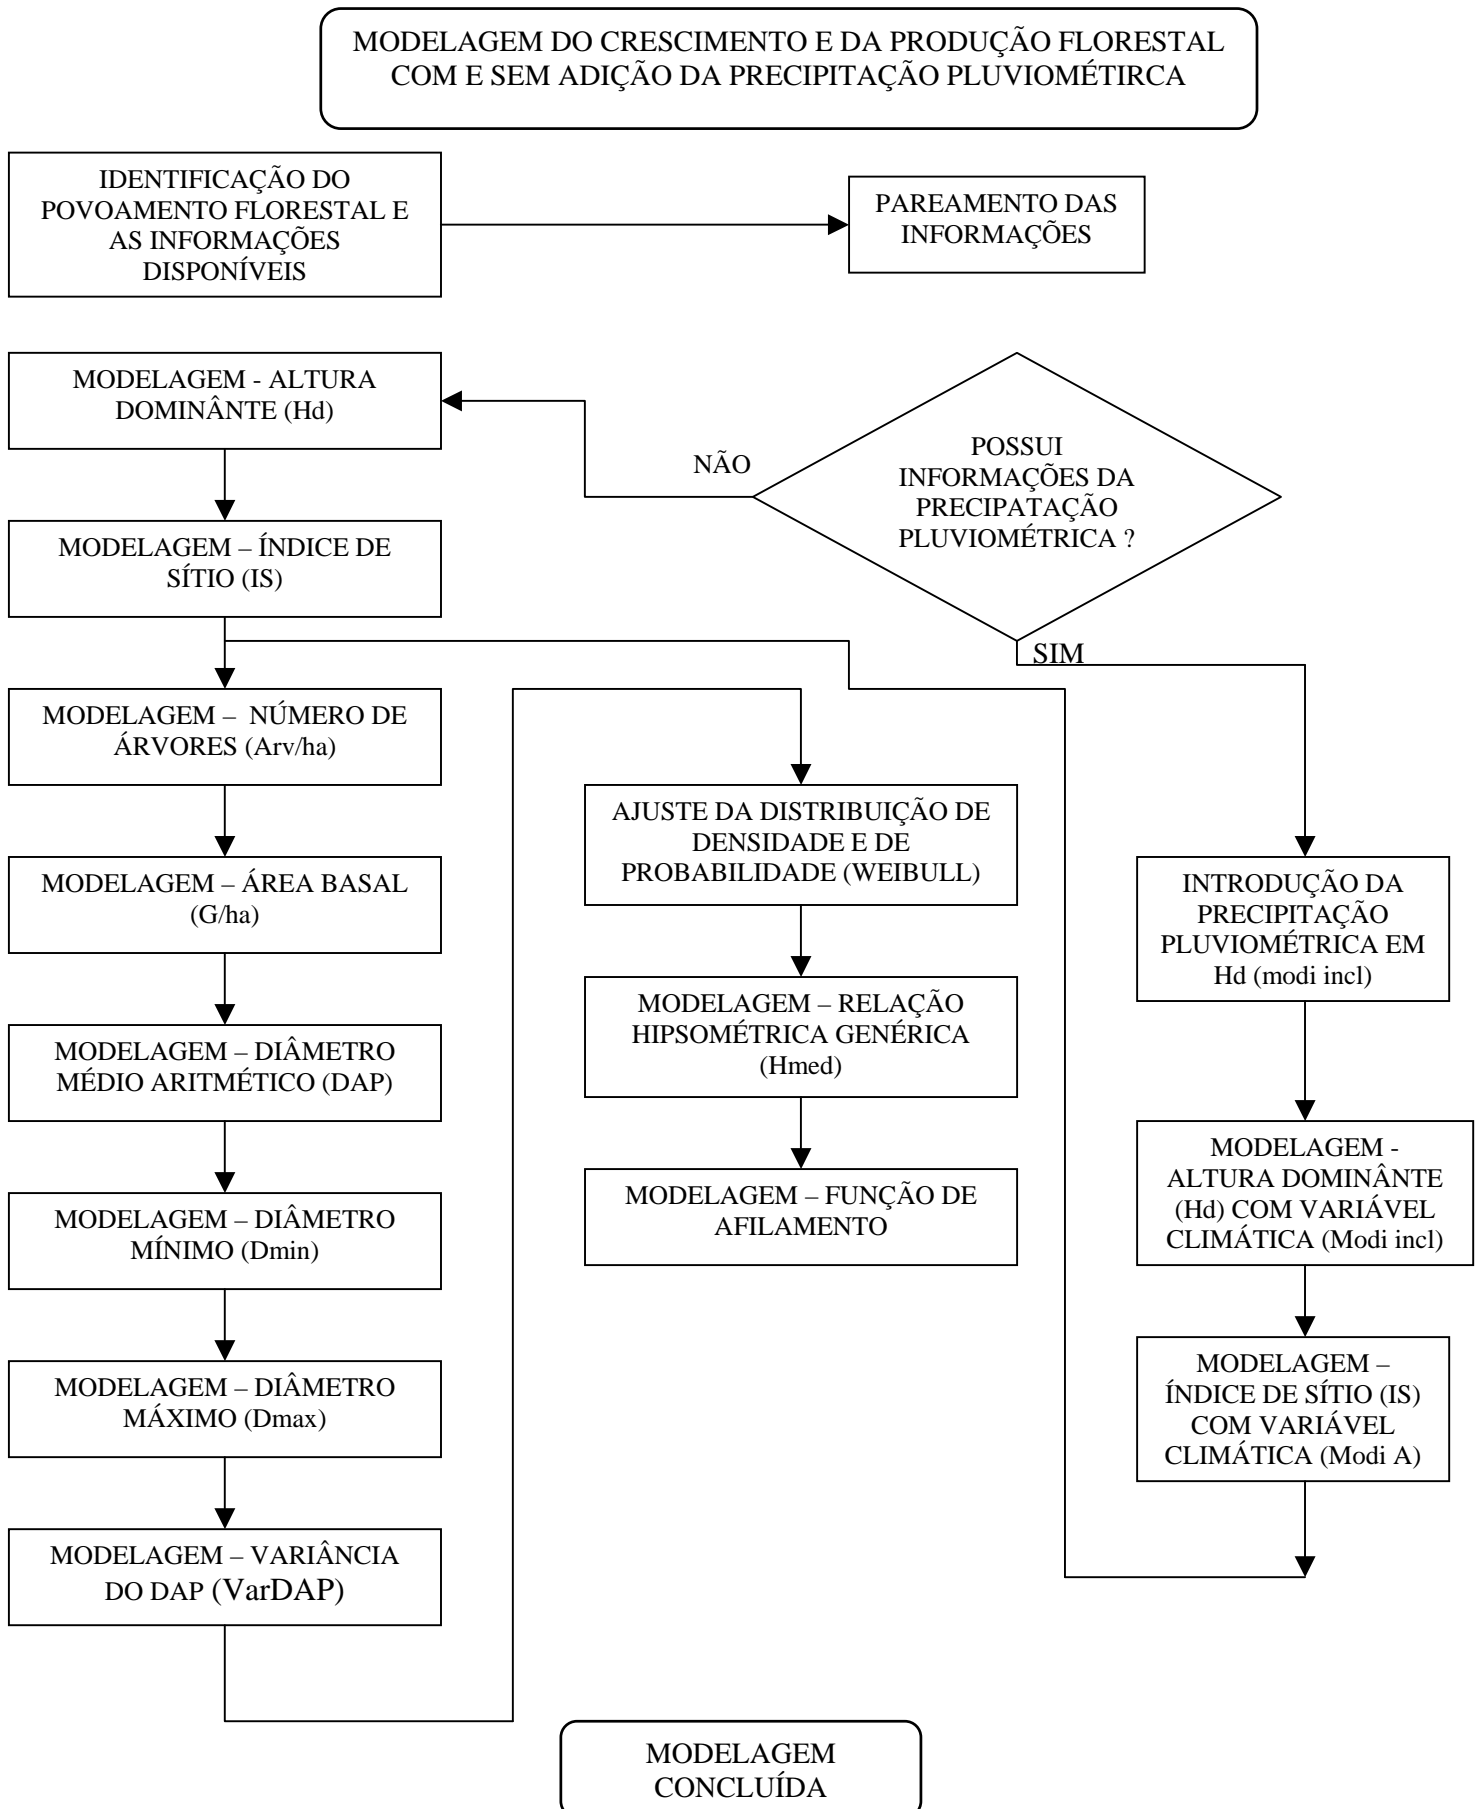 MODELAGEM DO CRESCIMENTO E DA PRODUÇÃO FLORESTAL
COM E SEM ADIÇÃO DA PRECIPITAÇÃO PLUVIOMÉTIRCA
IDENTIFICAÇÃO DO
POVOAMENTO FLORESTAL E
AS INFORMAÇÕES
DISPONÍVEIS
PAREAMENTO DAS
INFORMAÇÕES
MODELAGEM - ALTURA
DOMINÂNTE (Hd)
NÃO
POSSUI
INFORMAÇÕES DA
PRECIPATAÇÃO
PLUVIOMÉTRICA ?
SIM
MODELAGEM – ÍNDICE DE
SÍTIO (IS)
MODELAGEM – NÚMERO DE
ÁRVORES (Arv/ha)
MODELAGEM – ÁREA BASAL
(G/ha)
MODELAGEM – DIÂMETRO
MÉDIO ARITMÉTICO (DAP)
MODELAGEM – DIÂMETRO
MÍNIMO (Dmin)
MODELAGEM – DIÂMETRO
MÁXIMO (Dmax)
MODELAGEM – VARIÂNCIA
DO DAP (VarDAP)
AJUSTE DA DISTRIBUIÇÃO DE
DENSIDADE E DE
PROBABILIDADE (WEIBULL)
MODELAGEM – RELAÇÃO
HIPSOMÉTRICA GENÉRICA
(Hmed)
MODELAGEM – FUNÇÃO DE
AFILAMENTO
INTRODUÇÃO DA
PRECIPITAÇÃO
PLUVIOMÉTRICA EM
Hd (modi incl)
MODELAGEM -
ALTURA DOMINÂNTE
(Hd) COM VARIÁVEL
CLIMÁTICA (Modi incl)
MODELAGEM –
ÍNDICE DE SÍTIO (IS)
COM VARIÁVEL
CLIMÁTICA (Modi A)
MODELAGEM
CONCLUÍDA